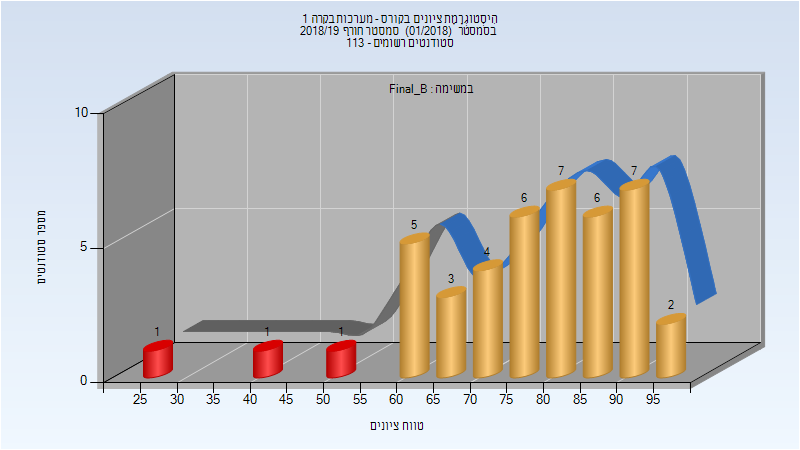 היסטוגרמת ציונים בקורס - מערכות בקרה 1
בסמסטר (01/2018) סמסטר חורף 2018/19
סטודנטים רשומים - 113
במשימה : Final_B
מספר סטודנטים
10
5
0
1
1
1
5
3
4
6
7
6
7
2
25 30 35 40 45 50 55 60 65 70 75 80 85 90 95
טווח ציונים